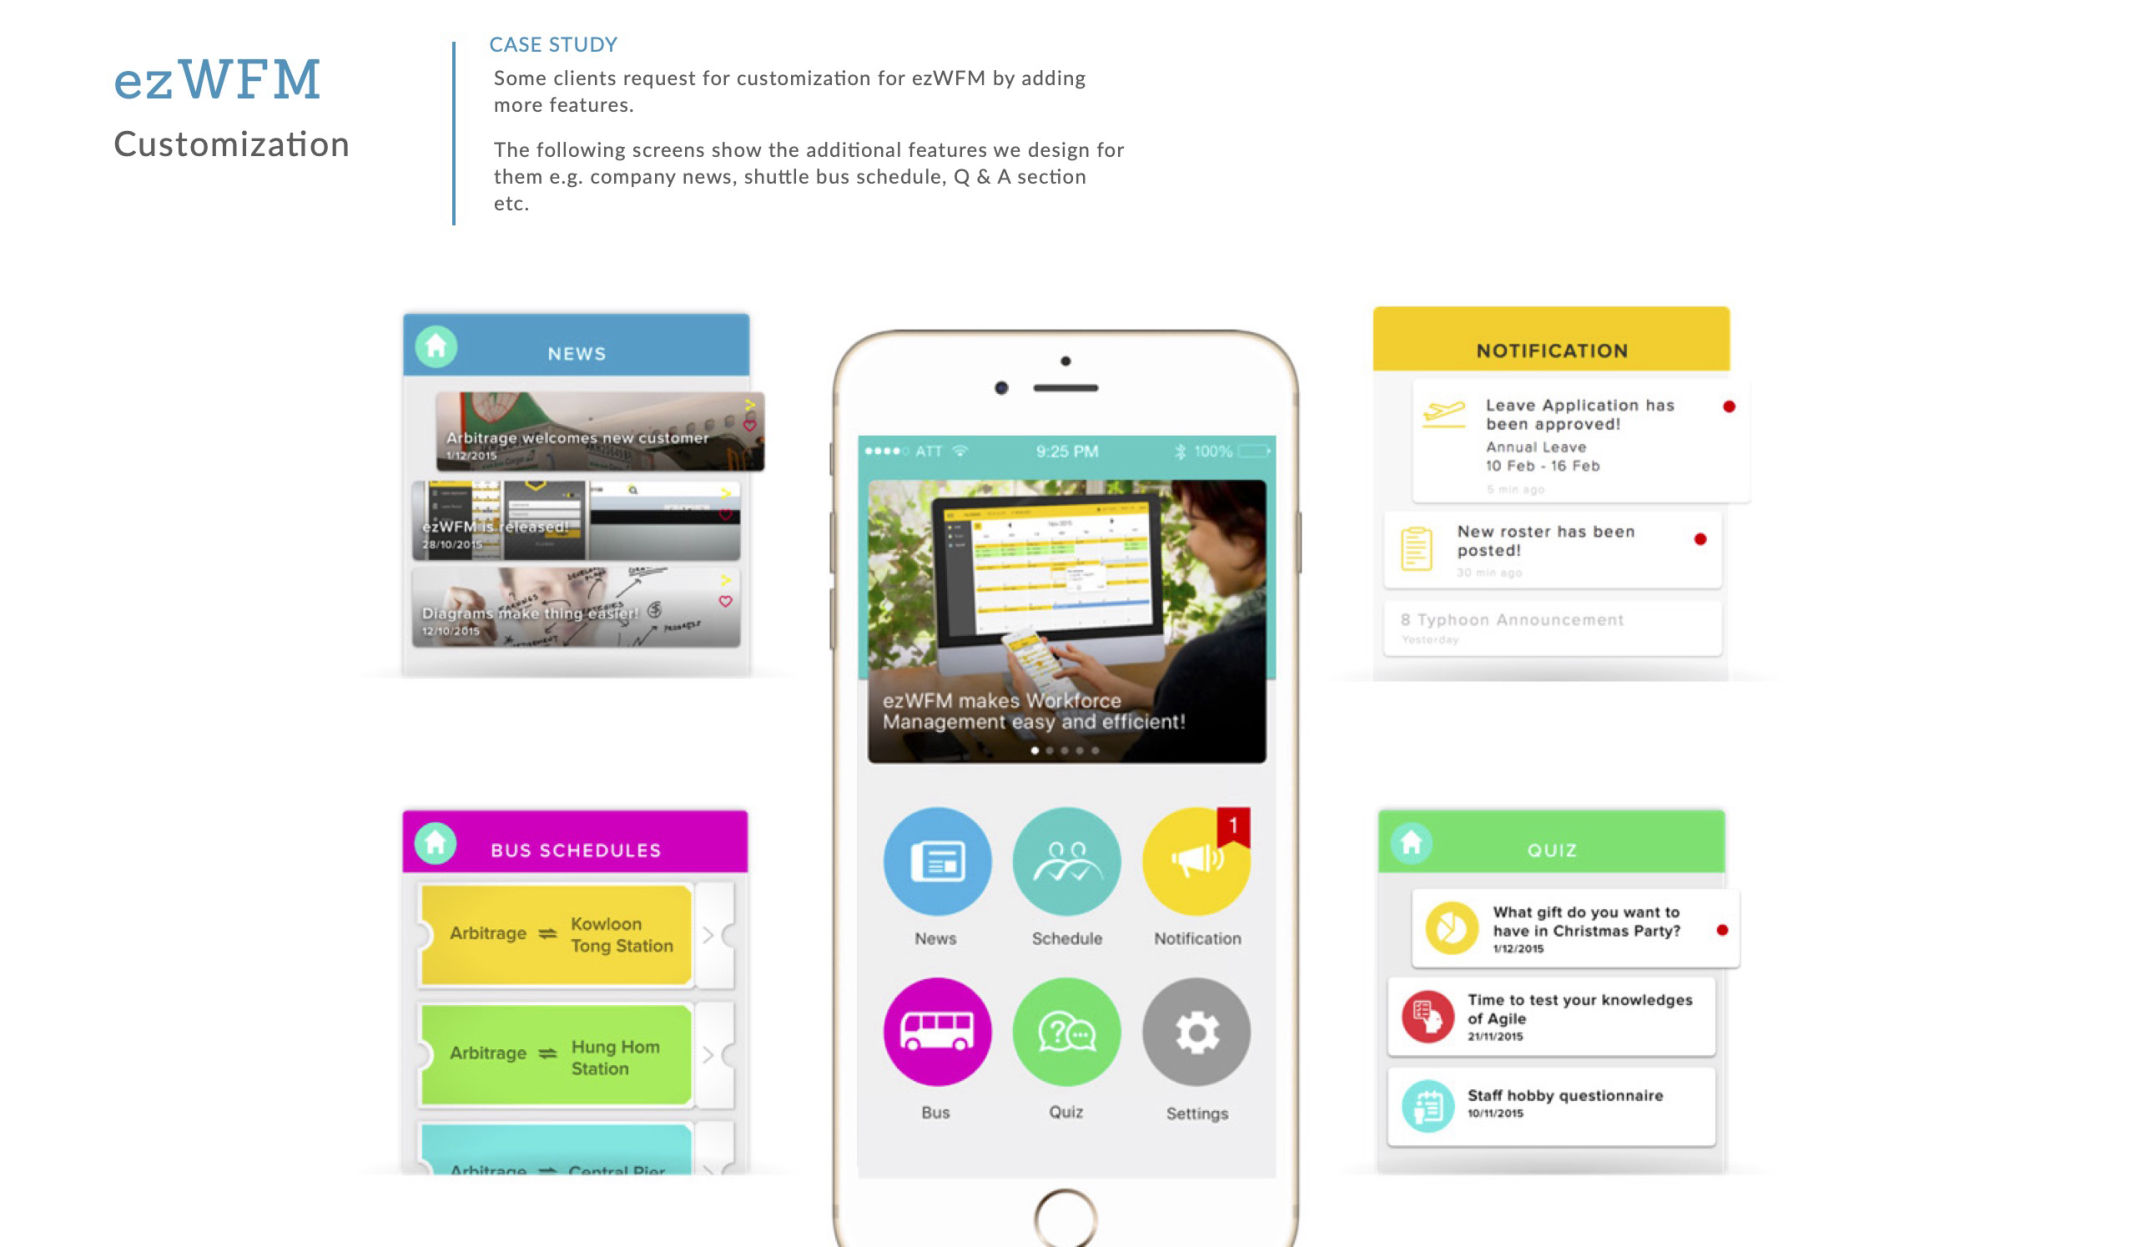 ezWFM
Customization
CASE STUDY
Some clients request for customization for ezWFM by adding
more features.
The following screens show the additional features we design for
them e.g. company news, shuttle bus schedule, Q & A section
etc.
NEWS
Arbitrage welcomes new customer
1/12/2015
ezWFM is released!
28/10/2015
Diagrams make thing easier!
12/10/2015
BUS SCHEDULES
Arbitrage
Kowloon
Tong Station
Arbitrage
Hung Hom
Station
Arbitrage
Central Pier
ATT
9:25 PM
100%
ezWFM makes Workforce
Management easy and efficient!
1
News
Schedule
Notification
Bus
Quiz
Settings
NOTIFICATION
Leave Application has
been approved!
Annual Leave
10 Feb - 16 Feb
5 min ago
New roster has been
posted!
30 min ago
8 Typhoon Announcement
Yesterday
QUIZ
What gift do you want to
have in Christmas Party?
1/12/2015
Time to test your knowledges
of Agile
21/11/2015
Staff hobby questionnaire
10/11/2015